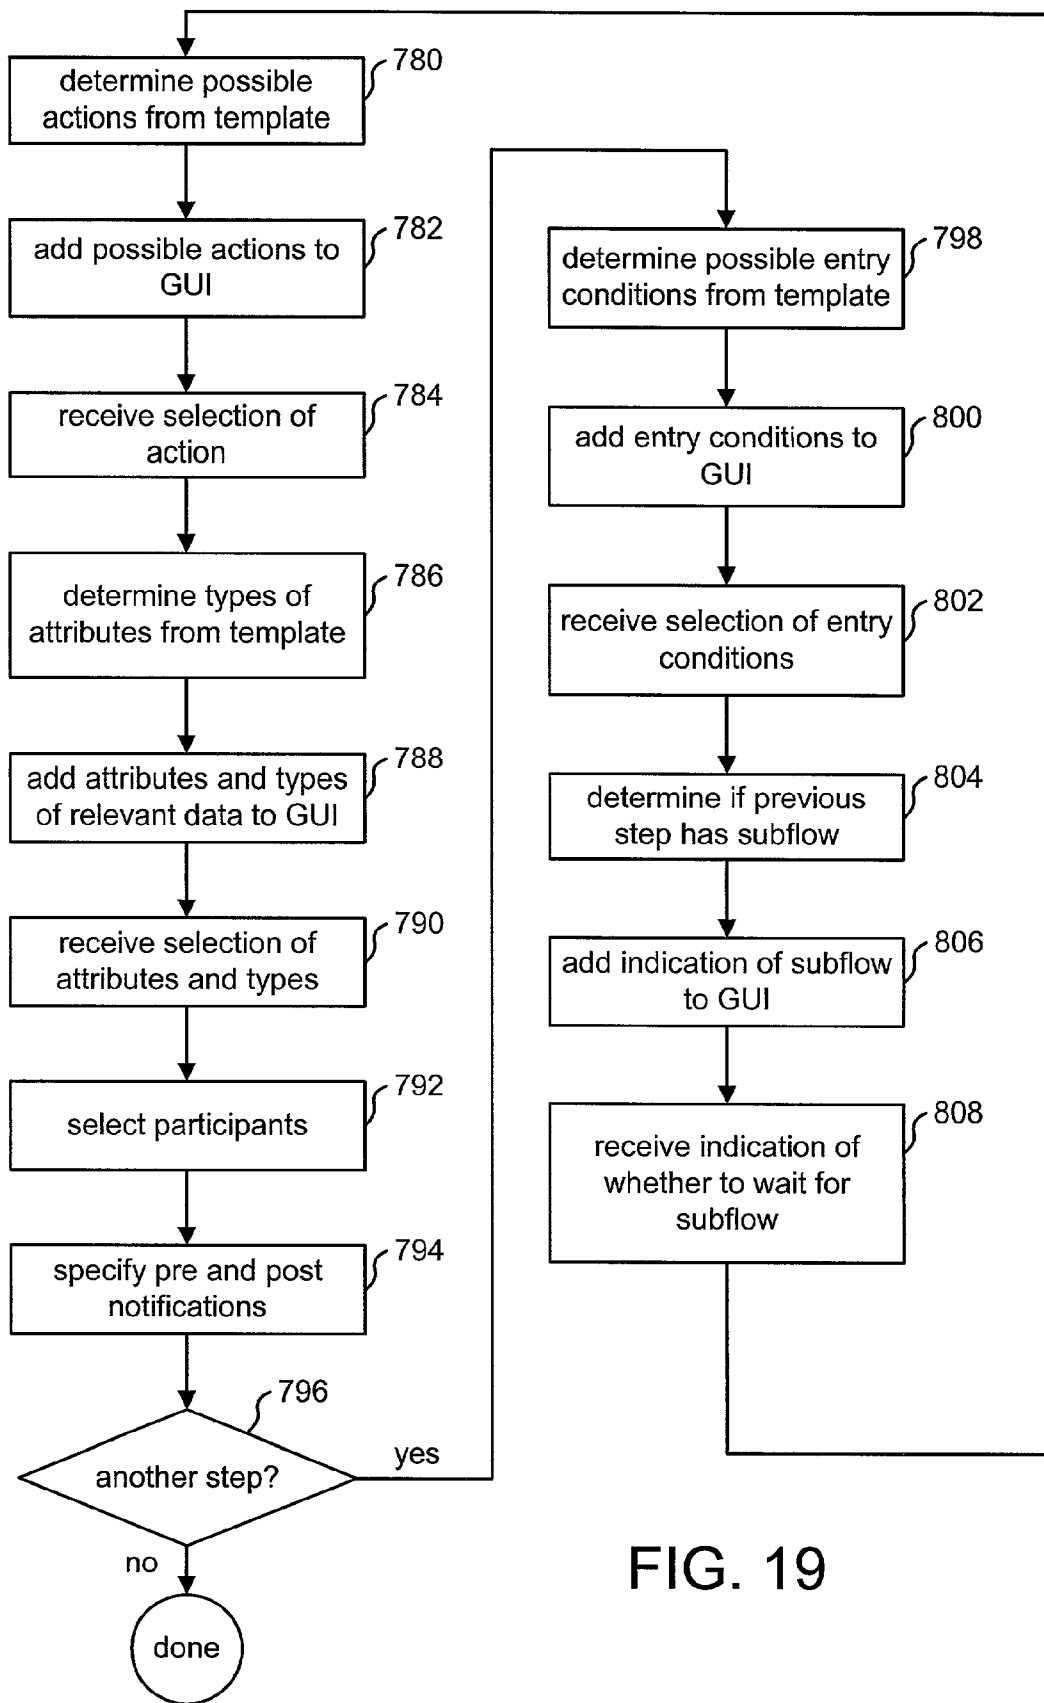 determine possible
actions from template
780
add possible actions to
GUI
782
receive selection of
action
784
determine types of
attributes from template
786
add attributes and types
of relevant data to GUI
788
receive selection of
attributes and types
790
select participants
792
specify pre and post
notifications
794
another step?
796
yes
no
done
determine possible entry
conditions from template
798
add entry conditions to
GUI
800
receive selection of entry
conditions
802
determine if previous
step has subflow
804
add indication of subflow
to GUI
806
receive indication of
whether to wait for
subflow
808
FIG. 19